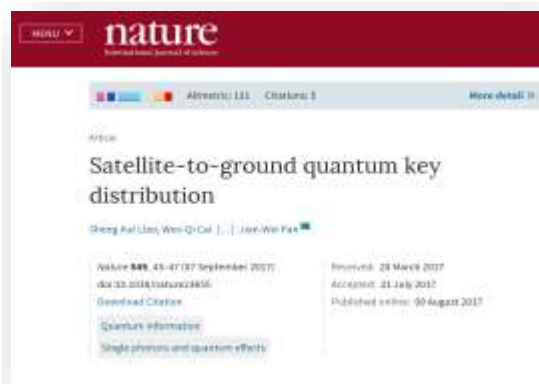 MENU
nature
International journal of science
Altmetric: 111 Citations: 5 More detail »
Article
Satellite-to-ground quantum key
distribution
Sheng-Kai Liao, Wen-Qi Cai […] Jian-Wei Pan
Nature 549, 43–47 (07 September 2017)
doi:10.1038/nature23655
Download Citation
Quantum information
Single photons and quantum effects
Received: 20 March 2017
Accepted: 21 July 2017
Published online: 09 August 2017